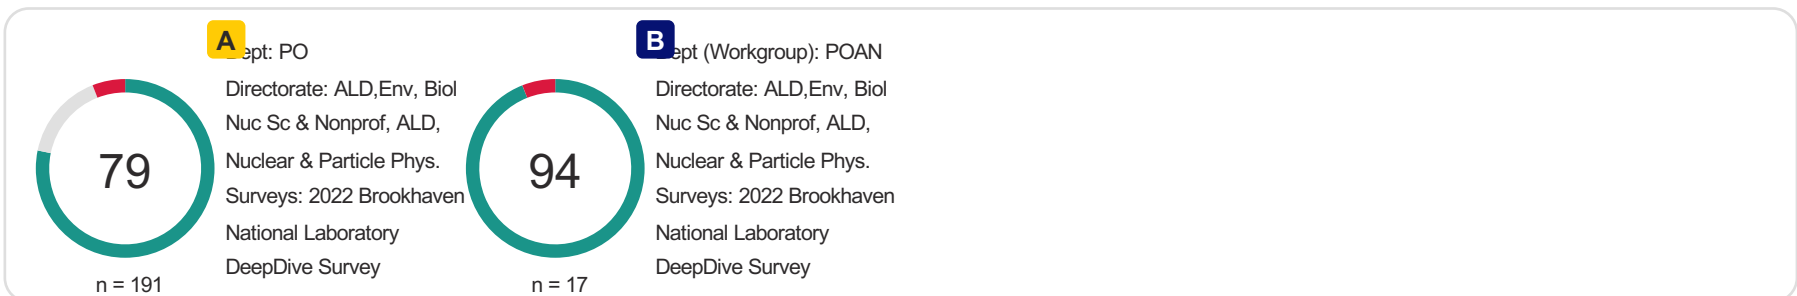 A
Dept: PO
Directorate: ALD,Env, Biol
Nuc Sc & Nonprof, ALD,
Nuclear & Particle Phys.
Surveys: 2022 Brookhaven
National Laboratory
DeepDive Survey
79
n = 191
B
Dept (Workgroup): POAN
Directorate: ALD,Env, Biol
Nuc Sc & Nonprof, ALD,
Nuclear & Particle Phys.
Surveys: 2022 Brookhaven
National Laboratory
DeepDive Survey
94
n = 17